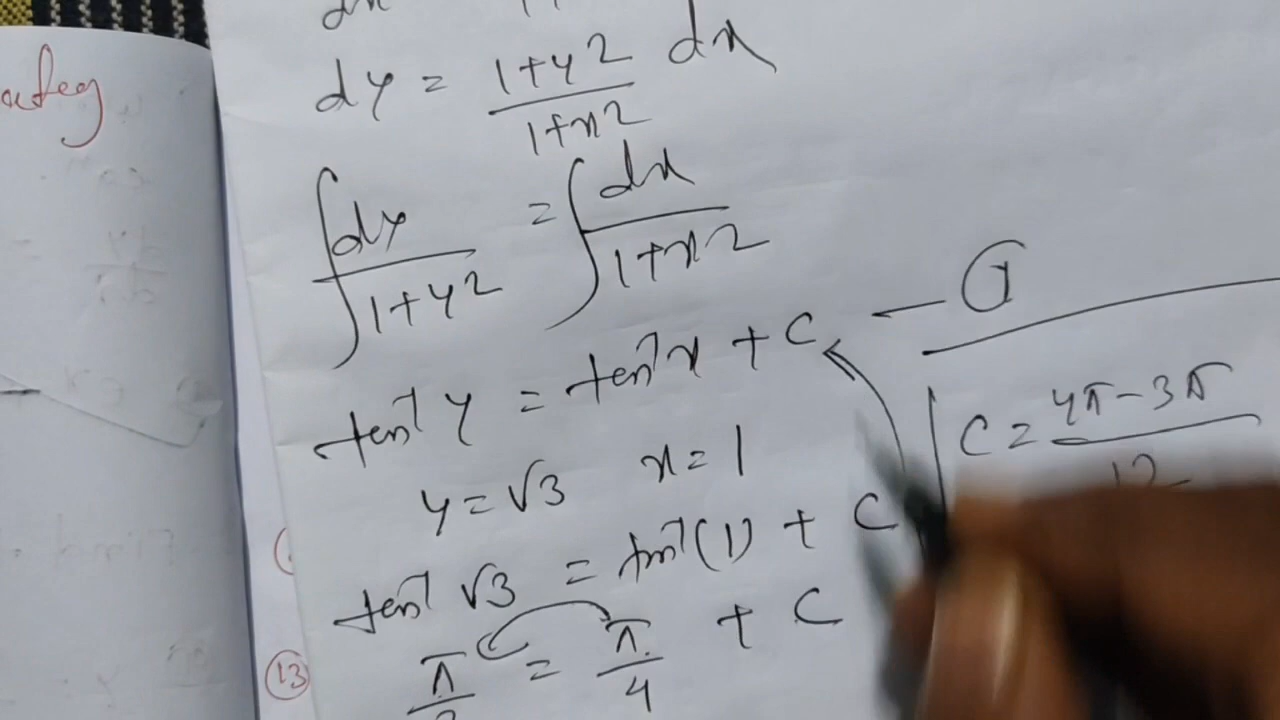 dy = 1+y2/1+x2 dx
∫dy/1+y2 = ∫dx/1+x2
tan⁻¹ y = tan⁻¹ x + C
y = √3 x = 1
tan⁻¹ √3 = tan⁻¹(1) + C
= π/4 + C
C = 4π-3π/12
13